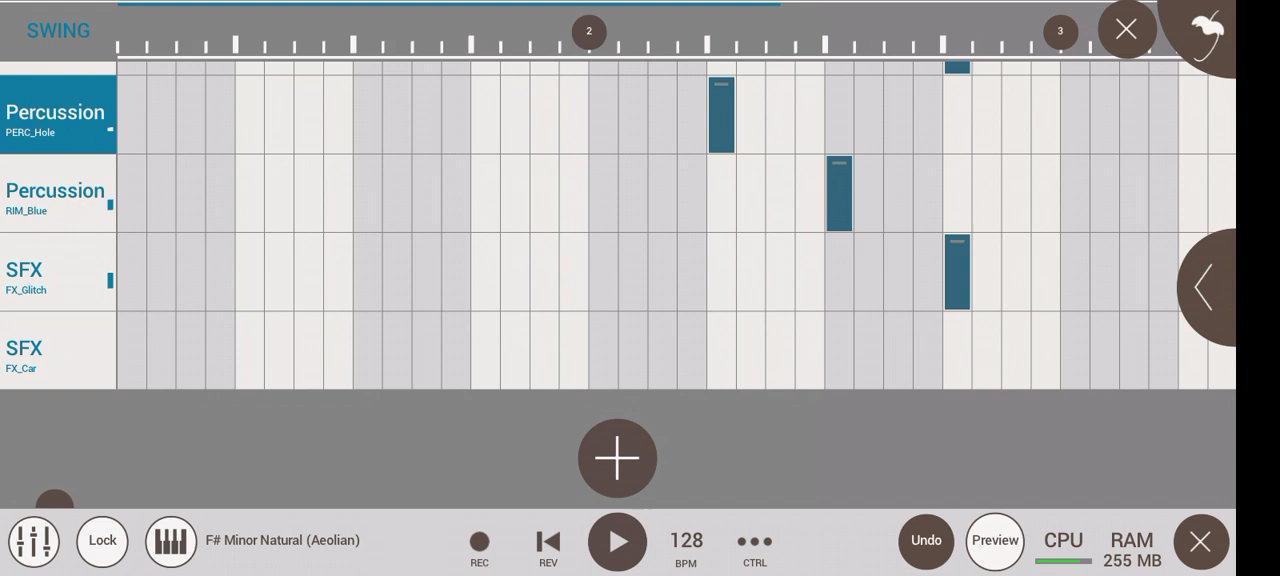 SWING
2
3
Percussion
PERC_Hole
Percussion
RIM_Blue
SFX
FX_Glitch
SFX
FX_Car
Lock
F# Minor Natural (Aeolian)
REC
REV
128
BPM
CTRL
Undo
Preview
CPU
RAM
255 MB